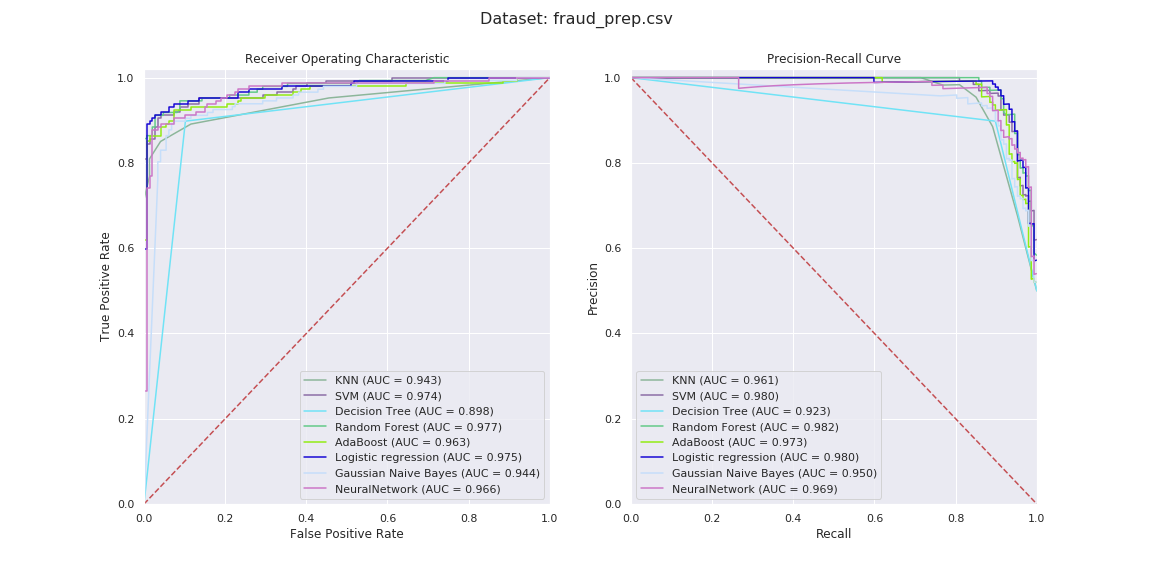 Dataset: fraud_prep.csv
Receiver Operating Characteristic
1.0
0.8
0.6
0.4
0.2
0.0
True Positive Rate
0.0 0.2 0.4 0.6 0.8 1.0
False Positive Rate
KNN (AUC = 0.943)
SVM (AUC = 0.974)
Decision Tree (AUC = 0.898)
Random Forest (AUC = 0.977)
AdaBoost (AUC = 0.963)
Logistic regression (AUC = 0.975)
Gaussian Naive Bayes (AUC = 0.944)
NeuralNetwork (AUC = 0.966)
Precision-Recall Curve
1.0
0.8
0.6
0.4
0.2
0.0
Precision
0.0 0.2 0.4 0.6 0.8 1.0
Recall
KNN (AUC = 0.961)
SVM (AUC = 0.980)
Decision Tree (AUC = 0.923)
Random Forest (AUC = 0.982)
AdaBoost (AUC = 0.973)
Logistic regression (AUC = 0.980)
Gaussian Naive Bayes (AUC = 0.950)
NeuralNetwork (AUC = 0.969)